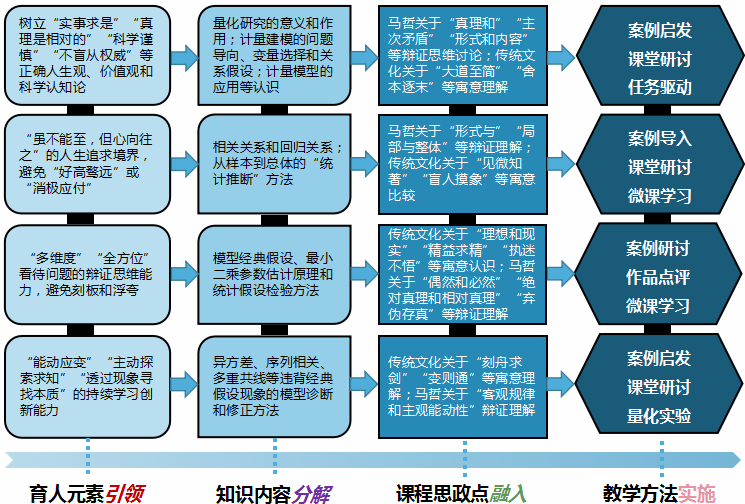 树立“实事求是”“真
理是相对的”“科学谨
慎”“不盲从权威”等
正确人生观、价值观和
科学认知论
量化研究的意义和作
用；计量建模的问题
导向、变量选择和关
系假设；计量模型的
应用等认识
马哲关于“真理和”“主
次矛盾”“形式和内容”
等辩证思维讨论；传统
文化关于“大道至简”“舍
本逐末”等寓意理解
案例启发
课堂研讨
任务驱动
“虽不能至，但心向往
之”的人生追求境界，
避免“好高骛远”或
“消极应付”
相关关系和回归关系；
从样本到总体的“统
计推断”方法
马哲关于“形式与”“局
部与整体”等辩证理解；
传统文化关于“见微知
著”“盲人摸象”等寓意
比较
案例导入
课堂研讨
微课学习
“多维度”“全方位”
看待问题的辩证思维能
力，避免刻板和浮夸
模型经典假设、最小
二乘参数估计原理和
统计假设检验方法
传统文化关于“理想和现
实”“精益求精”“执迷
不悟”等寓意认识；马哲
关于“偶然和必然”“绝
对真理和相对真理”“弃
伪存真”等辩证理解
案例研讨
作品点评
微课学习
“能动应变”“主动探
索求知”“透过现象寻
找本质”的持续学习创
新能力
异方差、序列相关、
多重共线等违背经典
假设现象的模型诊断
和修正方法
传统文化关于“刻舟求
剑”“变则通”等寓意理
解；马哲关于“客观规律
和主观能动性”辩证理解
案例启发
课堂研讨
量化实验
育人元素引领
知识内容分解
课程思政点融入
教学方法实施